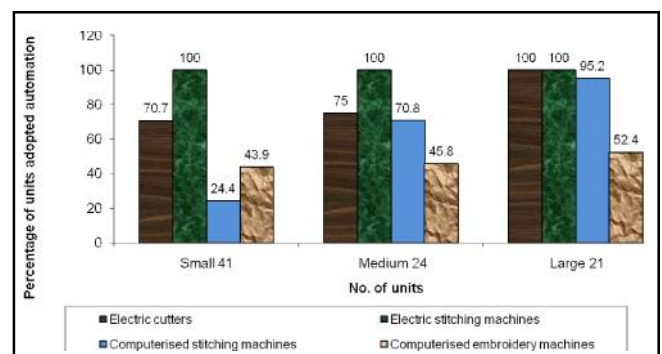 Percentage of units adopted automation
120
100
80
60
40
20
0
70.7
100
24.4
43.9
75
100
70.8
45.8
100
100
95.2
52.4
Small 41
Medium 24
Large 21
No. of units
Electric cutters
Electric stitching machines
Computerised stitching machines
Computerised embroidery machines